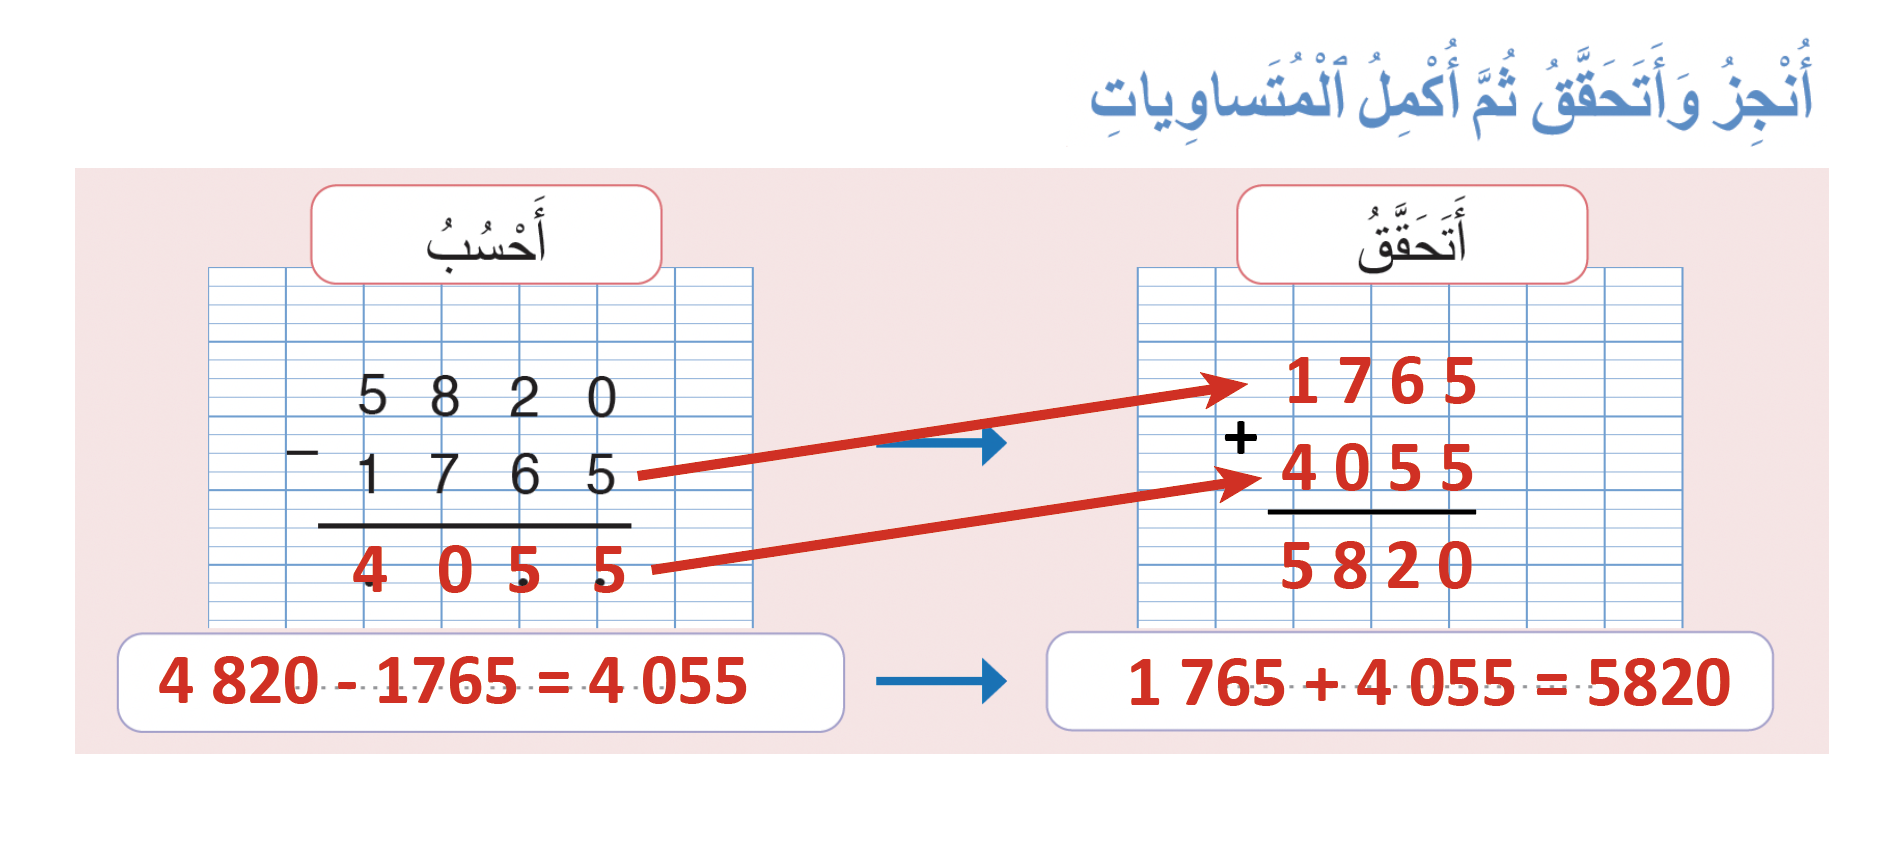 أُنْجِزُ وَأَتَحَقَّقُ ثُمَّ أُكْمِلُ ٱلْمُتَساوِياتِ
أَحْسُبُ
5 8 2 0
− 1 7 6 5
4 0 5 5
4 820 - 1765 = 4 055
أَتَحَقَّقُ
1 7 6 5
+
4 0 5 5
5 8 2 0
1 765 + 4 055 = 5820